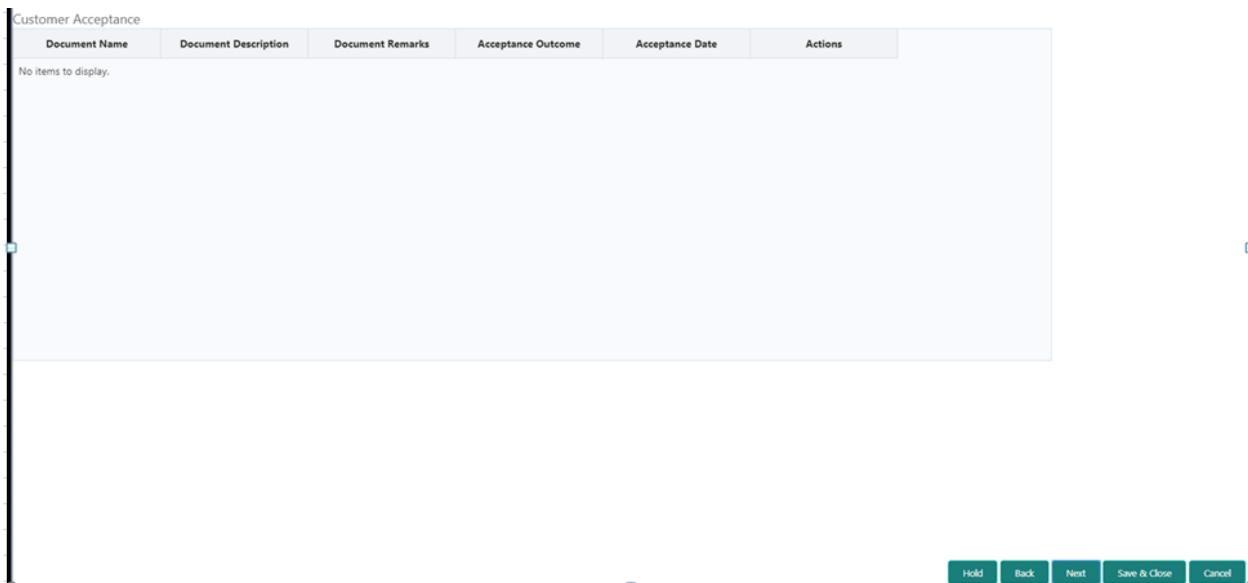 Customer Acceptance
Document Name Document Description Document Remarks Acceptance Outcome Acceptance Date Actions
No items to display.
Hold Back Next Save & Close Cancel